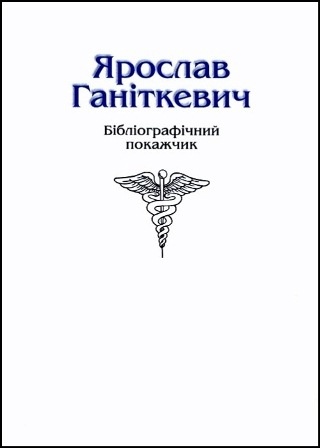 Ярослав
Ганіткевич
Бібліографічний
покажчик